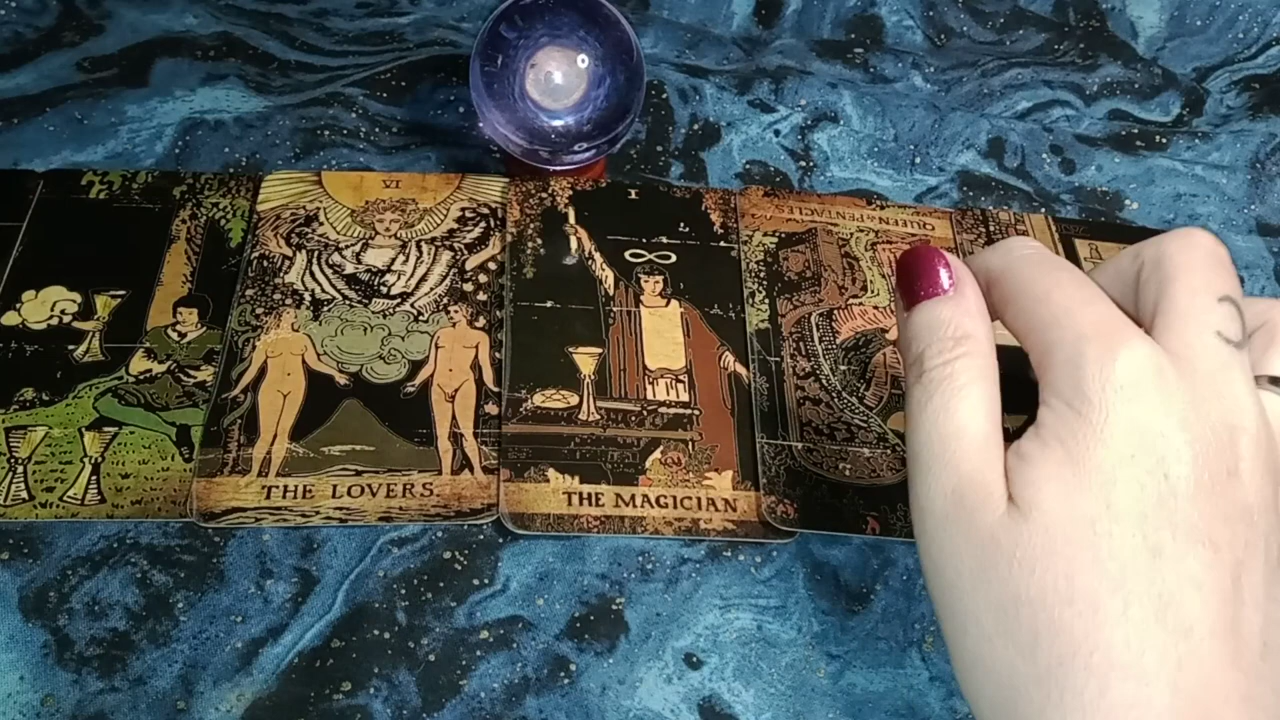 VI
THE LOVERS.
I
THE MAGICIAN
QUEEN of PENTACLES